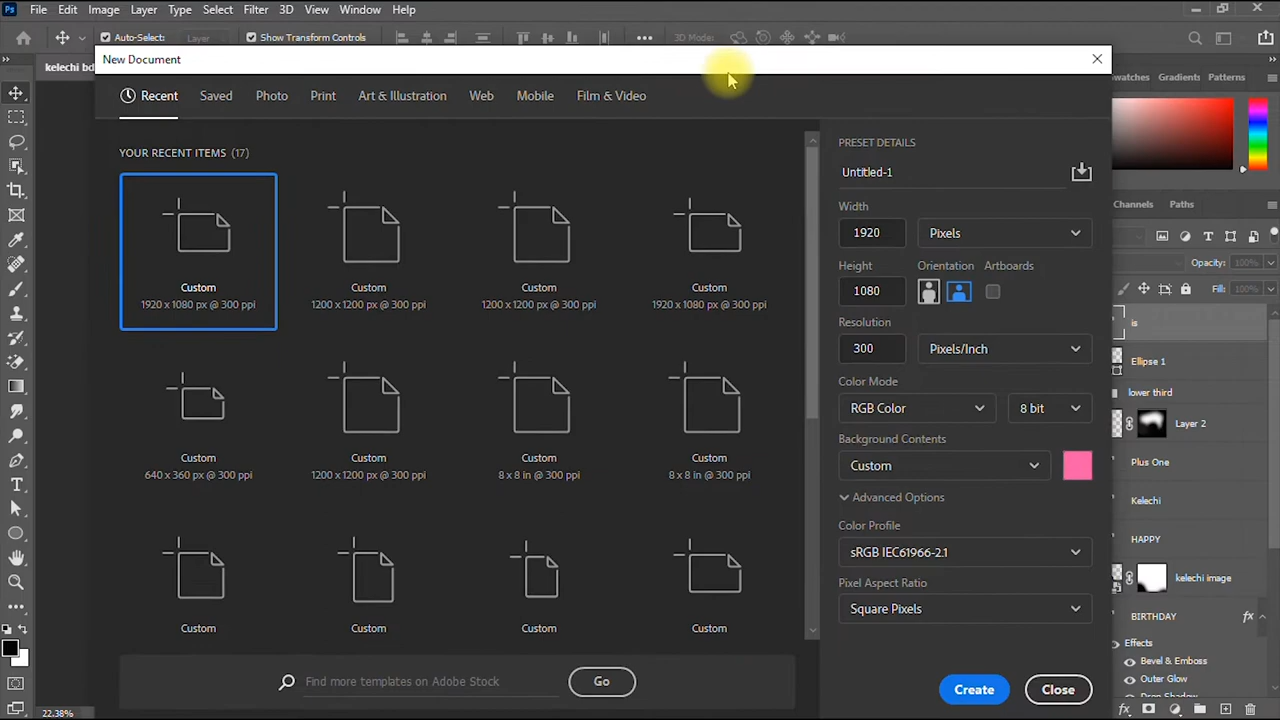 Ps File Edit Image Layer Type Select Filter 3D View Window Help
Auto-Select: Layer Show Transform Controls 3D Mode:
kelechi bd
New Document
Recent Saved Photo Print Art & Illustration Web Mobile Film & Video
YOUR RECENT ITEMS (17)
Custom Custom Custom Custom
1920 x 1080 px @ 300 ppi 1200 x 1200 px @ 300 ppi 1200 x 1200 px @ 300 ppi 1920 x 1080 px @ 300 ppi
Custom Custom Custom Custom
640 x 360 px @ 300 ppi 1200 x 1200 px @ 300 ppi 8 x 8 in @ 300 ppi 8 x 8 in @ 300 ppi
Custom Custom Custom Custom
Find more templates on Adobe Stock Go
PRESET DETAILS
Untitled-1
Width
1920 Pixels
Height Orientation Artboards
1080
Resolution
300 Pixels/Inch
Color Mode
RGB Color 8 bit
Background Contents
Custom
Advanced Options
Color Profile
sRGB IEC61966-2.1
Pixel Aspect Ratio
Square Pixels
Create Close
Gradients Patterns
Channels Paths
Opacity: 100%
Fill: 100%
is
Ellipse 1
lower third
Layer 2
Plus One
Kelechi
HAPPY
kelechi image
BIRTHDAY fx
Effects
Bevel & Emboss
Outer Glow
Drop Shadow
22.38%
fx